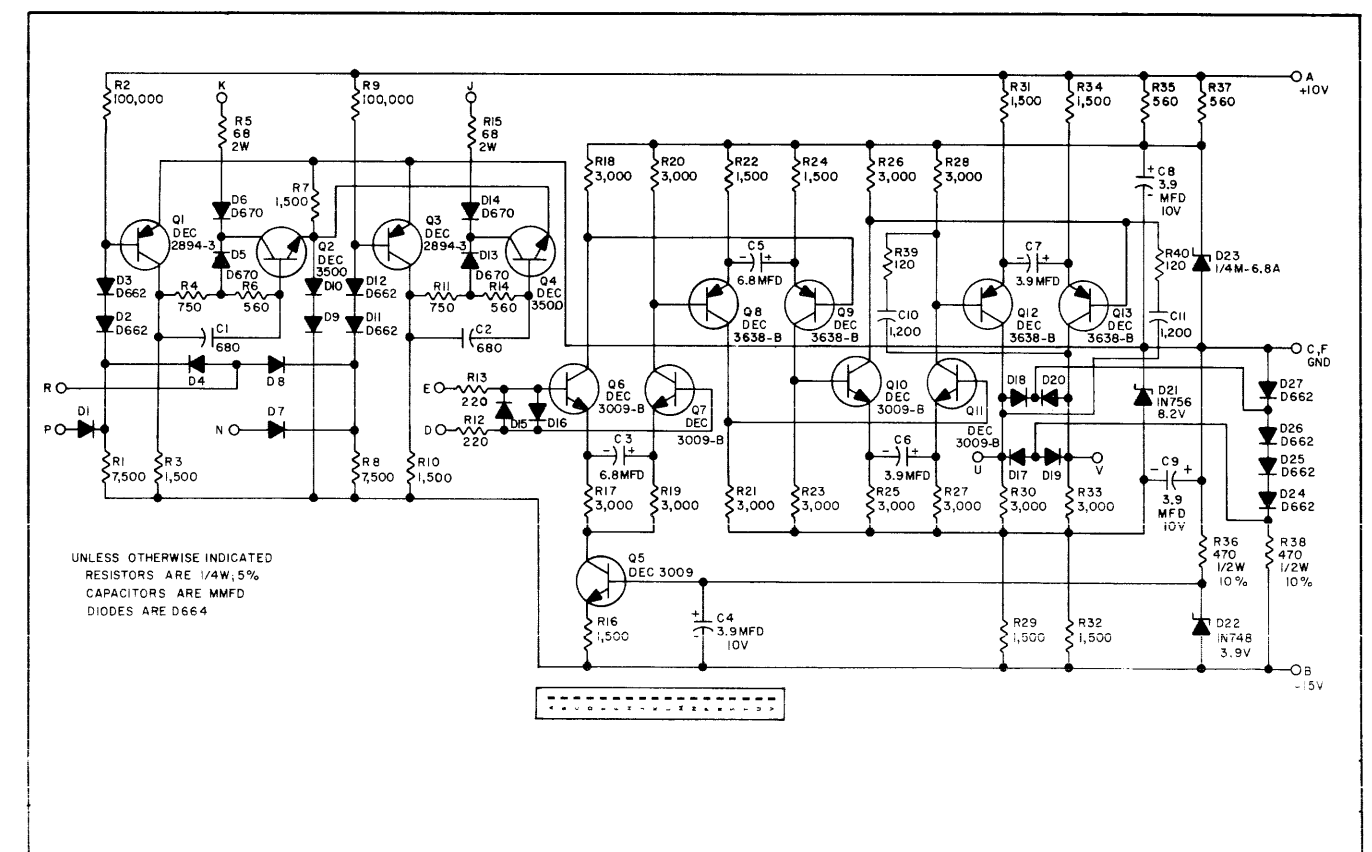 R2
100,000
K
R5
68
2W
R9
100,000
J
R15
68
2W
R31
1,500
R34
1,500
R35
560
R37
560
A
+10V
R7
1,500
D6
D670
Q1
DEC
2894-3
D5
D670
Q2
DEC
3500
D3
D662
D2
D662
R4
750
R6
560
C1
680
D10
D9
D12
D662
D11
D662
Q3
DEC
2894-3
D14
D670
D13
D670
R11
750
R14
560
Q4
DEC
3500
C2
680
R18
3,000
R20
3,000
R22
1,500
R24
1,500
R26
3,000
R28
3,000
+ C8
3.9
- MFD
10V
- C5 +
6.8MFD
R39
120
- C7 +
3.9MFD
R40
120
D23
1/4M-6.8A
Q8
DEC
3638-B
Q9
DEC
3638-B
C10
1,200
Q12
DEC
3638-B
Q13
DEC
3638-B
C11
1,200
C,F
GND
R
D4
D8
P
D1
N
D7
E
R13
220
D
R12
220
D15
D16
Q6
DEC
3009-B
Q7
DEC
3009-B
Q10
DEC
3009-B
Q11
DEC
3009-B
D18
D20
D21
IN756
8.2V
D27
D662
D26
D662
D25
D662
D24
D662
R1
7,500
R3
1,500
R8
7,500
R10
1,500
- C3 +
6.8MFD
- C6 +
3.9MFD
U
D17
D19
V
- C9 +
3.9
MFD
10V
R17
3,000
R19
3,000
R21
3,000
R23
3,000
R25
3,000
R27
3,000
R30
3,000
R33
3,000
R36
470
1/2W
10%
R38
470
1/2W
10%
UNLESS OTHERWISE INDICATED
RESISTORS ARE 1/4W; 5%
CAPACITORS ARE MMFD
DIODES ARE D664
Q5
DEC 3009
R16
1,500
+ C4
- 3.9MFD
10V
R29
1,500
R32
1,500
D22
IN748
3.9V
B
-15V